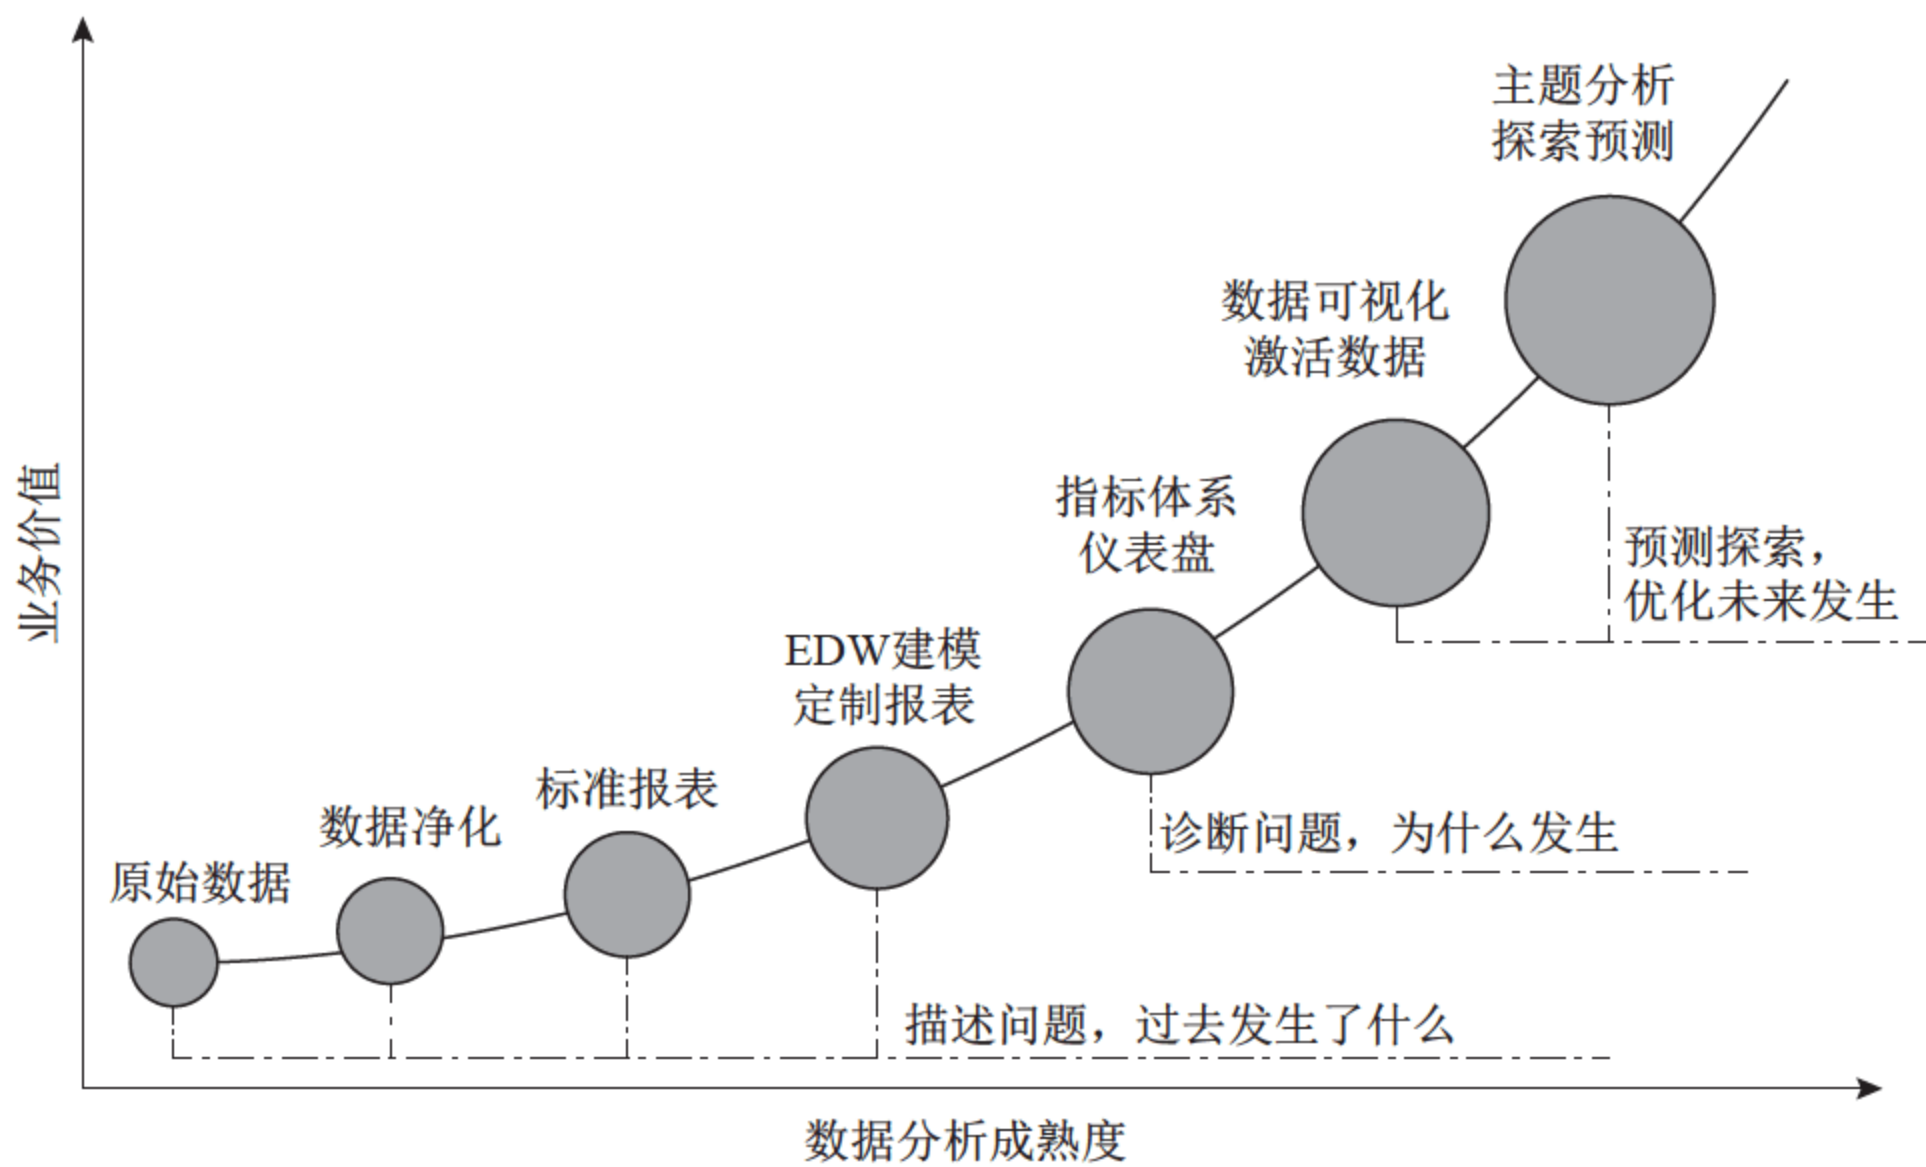 主题分析
探索预测
数据可视化
激活数据
指标体系
仪表盘
预测探索，
优化未来发生
EDW建模
定制报表
标准报表
数据净化
原始数据
诊断问题，为什么发生
描述问题，过去发生了什么
业务价值
数据分析成熟度